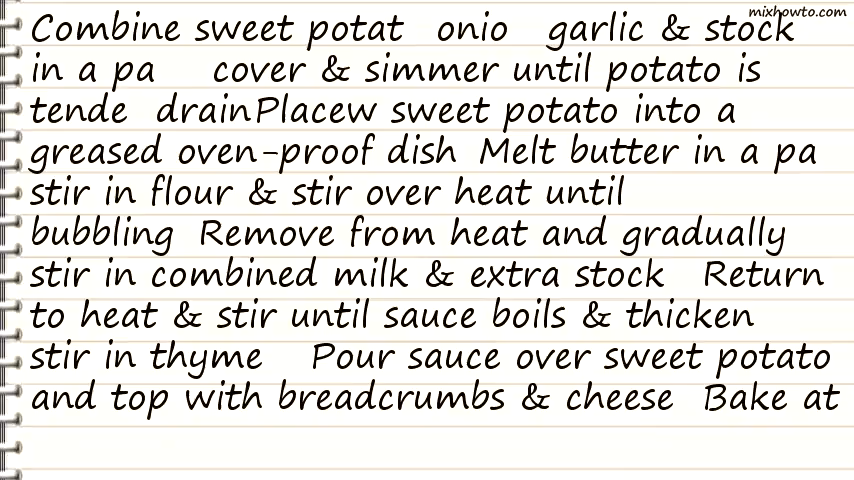 mixhowto.com
Combine sweet potat onio garlic & stock
in a pa cover & simmer until potato is
tende drainPlacew sweet potato into a
greased oven-proof dish Melt butter in a pa
stir in flour & stir over heat until
bubbling Remove from heat and gradually
stir in combined milk & extra stock Return
to heat & stir until sauce boils & thicken
stir in thyme Pour sauce over sweet potato
and top with breadcrumbs & cheese Bake at